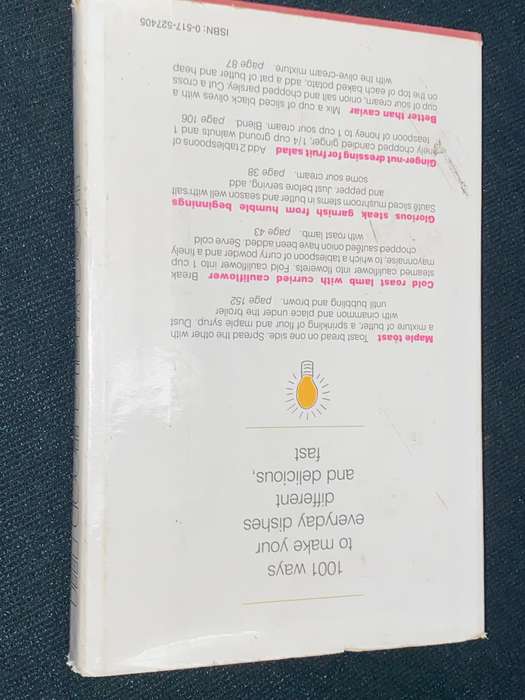 1001 ways
to make your
everyday dishes
different
and delicious,
fast
Maple toast Toast bread on one side. Spread the other with
a mixture of butter, a sprinkling of flour and maple syrup. Dust
with cinnamon and place under the broiler
until bubbling and brown. page 152
Cold roast lamb with curried cauliflower Break
steamed cauliflower into flowerets. Fold cauliflower into 1 cup
mayonnaise, to which a tablespoon of curry powder and a finely
chopped sautéed onion have been added. Serve cold
with roast lamb. page 43
Glorious steak garnish from humble beginnings
Sauté sliced mushroom stems in butter and season well with salt
and pepper. Just before serving, add
some cream. page 38
Ginger-nut dressing for fruit salad Add 2 tablespoons of
finely chopped candied ginger, 1/4 cup ground walnuts and 1
teaspoon of honey to 1 cup sour cream. Blend. page 106
Better than caviar Mix a cup of sliced black olives with a
cup of sour cream, onion salt and chopped parsley. Cut a cross
on the top of each baked potato, add a pat of butter and heap
with the olive-cream mixture. page 87
ISBN: 0-517-527405